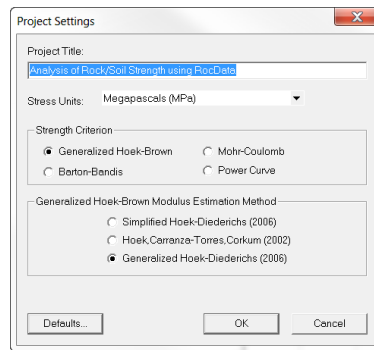 Project Settings
Project Title:
Analysis of Rock/Soil Strength using RocData
Stress Units: Megapascals (MPa)
Strength Criterion
Generalized Hoek-Brown Mohr-Coulomb
Barton-Bandis Power Curve
Generalized Hoek-Brown Modulus Estimation Method
Simplified Hoek-Diederichs (2006)
Hoek,Carranza-Torres,Corkum (2002)
Generalized Hoek-Diederichs (2006)
Defaults... OK Cancel